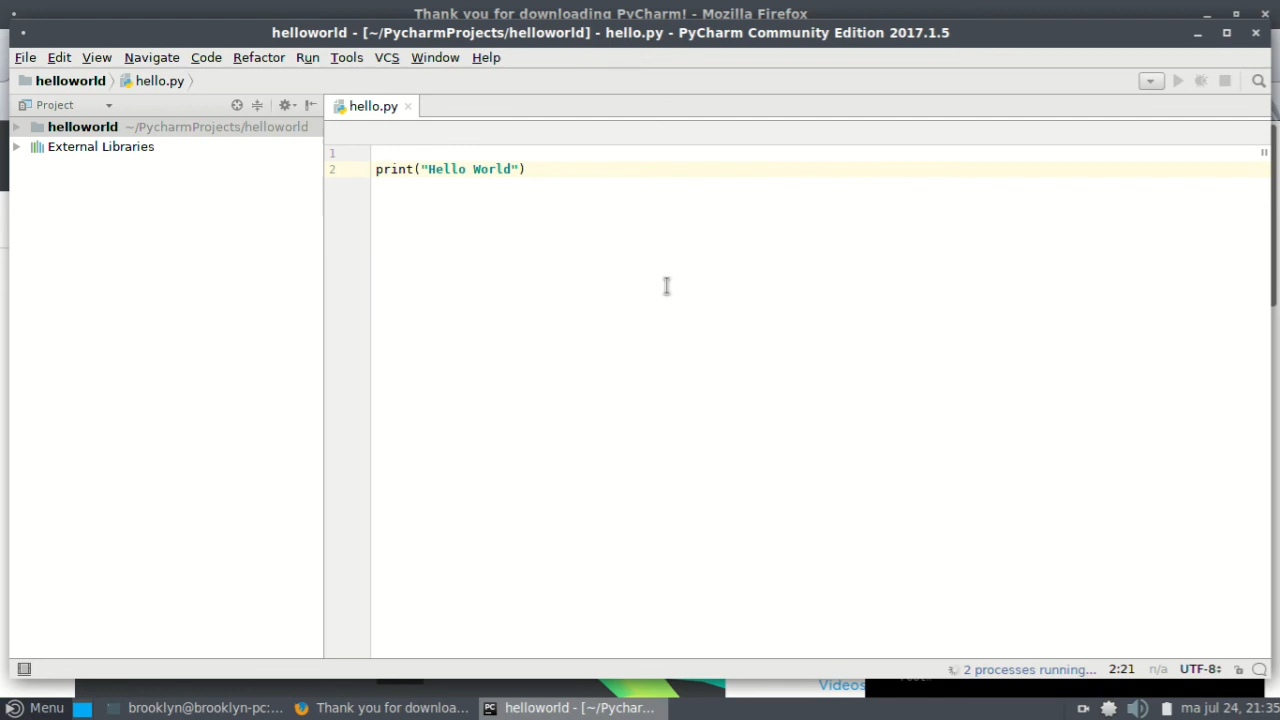 Thank you for downloading PyCharm! - Mozilla Firefox
helloworld - [~/PycharmProjects/helloworld] - hello.py - PyCharm Community Edition 2017.1.5
File Edit View Navigate Code Refactor Run Tools VCS Window Help
helloworld hello.py
Project
hello.py
helloworld ~/PycharmProjects/helloworld
External Libraries
1
2 print("Hello World")
2 processes running... 2:21 n/a UTF-8
Videos
Menu brooklyn@brooklyn-pc:... Thank you for downloa... PC helloworld - [~/Pychar... ma jul 24, 21:35